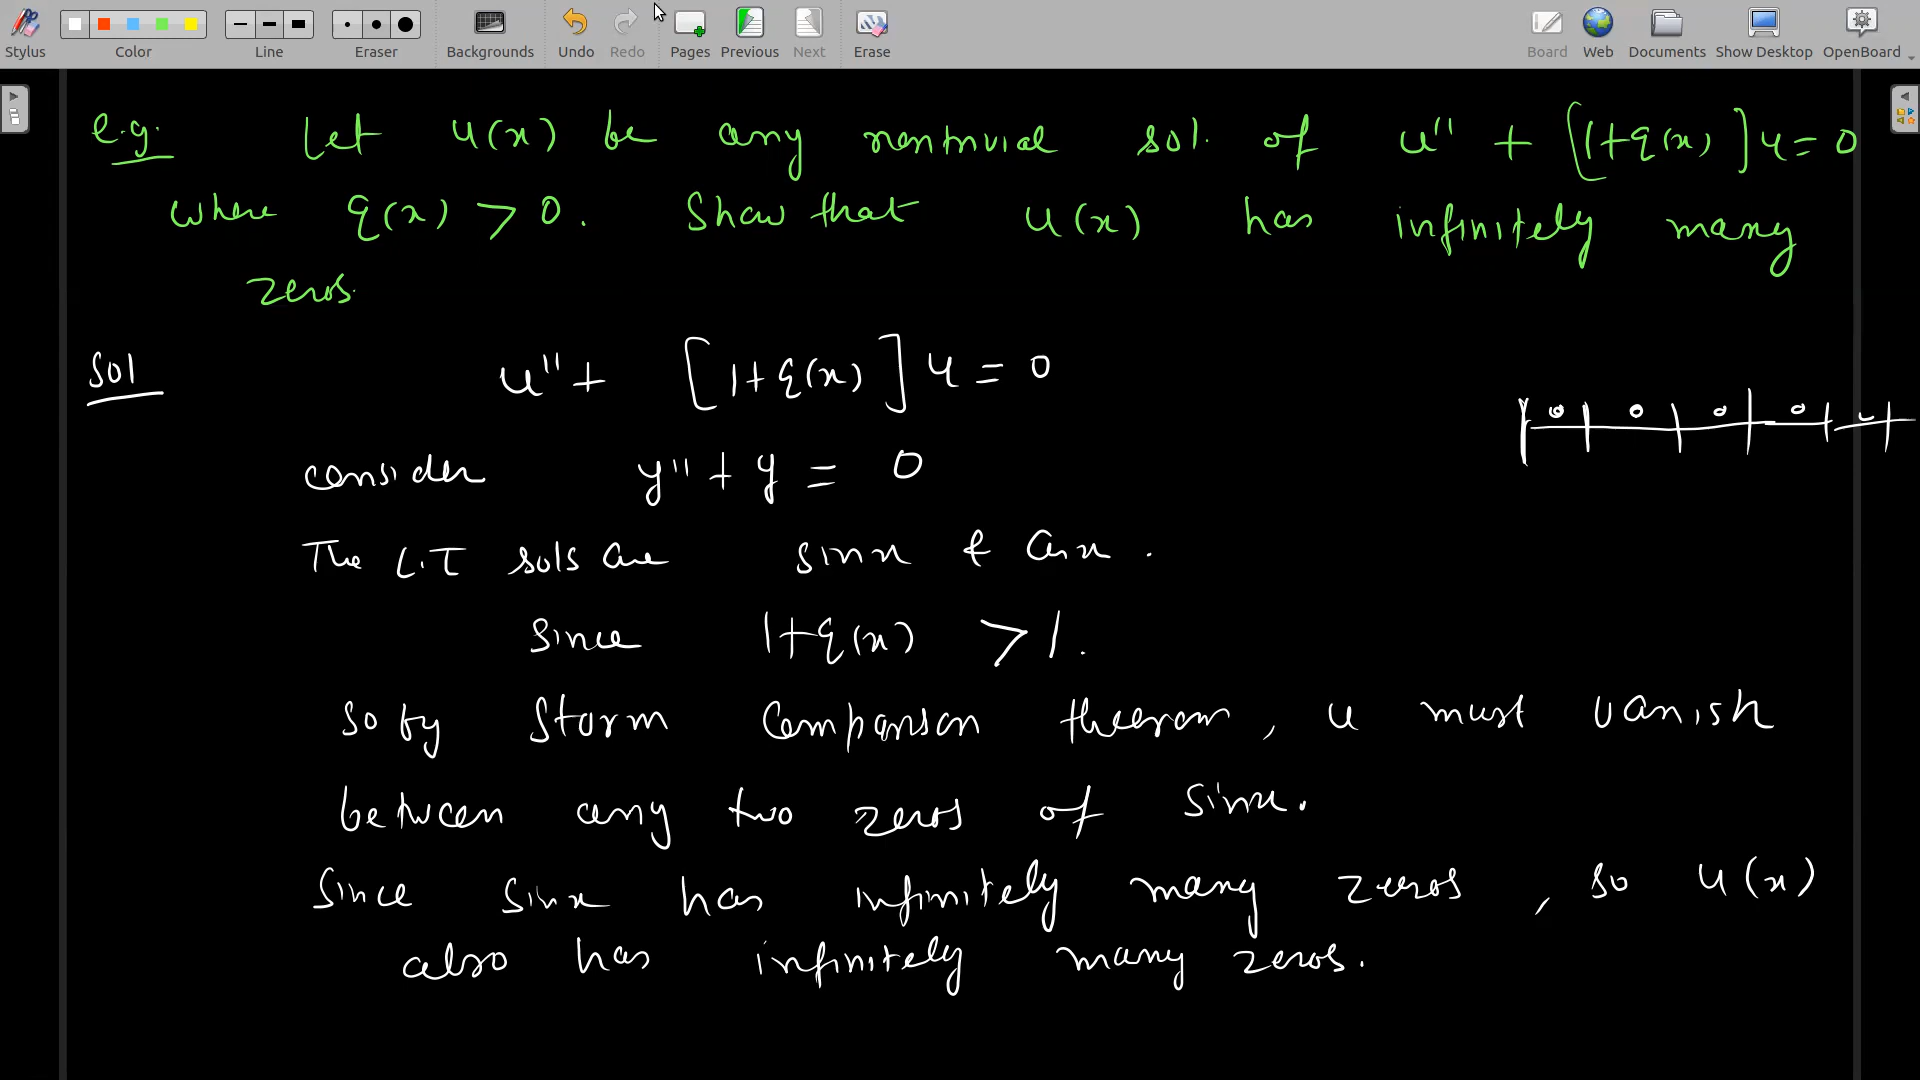 Stylus Color Line Eraser Backgrounds Undo Redo Pages Previous Next Erase Board Web Documents Show Desktop OpenBoard
e.g. Let u(x) be any nontrivial sol. of u'' + [1+q(x)]u = 0
where q(x) > 0. Show that u(x) has infinitely many
zeros.
Sol u'' + [1+q(x)] u = 0
consider y'' + y = 0
The L.I sols are sinx & cosx.
since 1+q(x) > 1.
so by Sturm Comparison theorem, u must vanish
between any two zeros of sinx.
Since sinx has infinitely many zeros, so u(x)
also has infinitely many zeros.